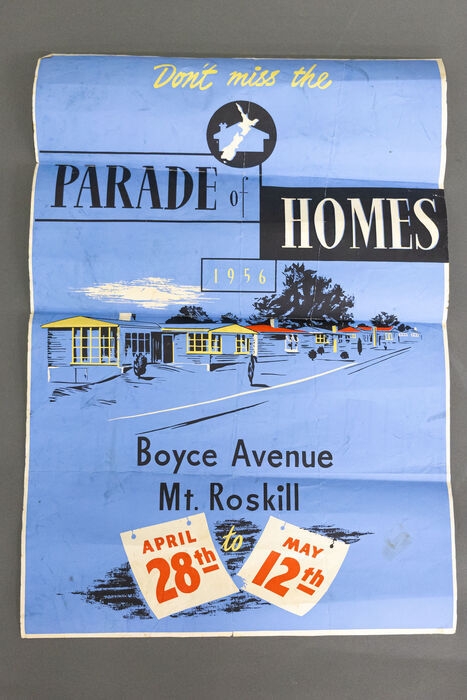 Don't miss the
PARADE of
HOMES
1956
Boyce Avenue
Mt. Roskill
APRIL
28th
to
MAY
12th